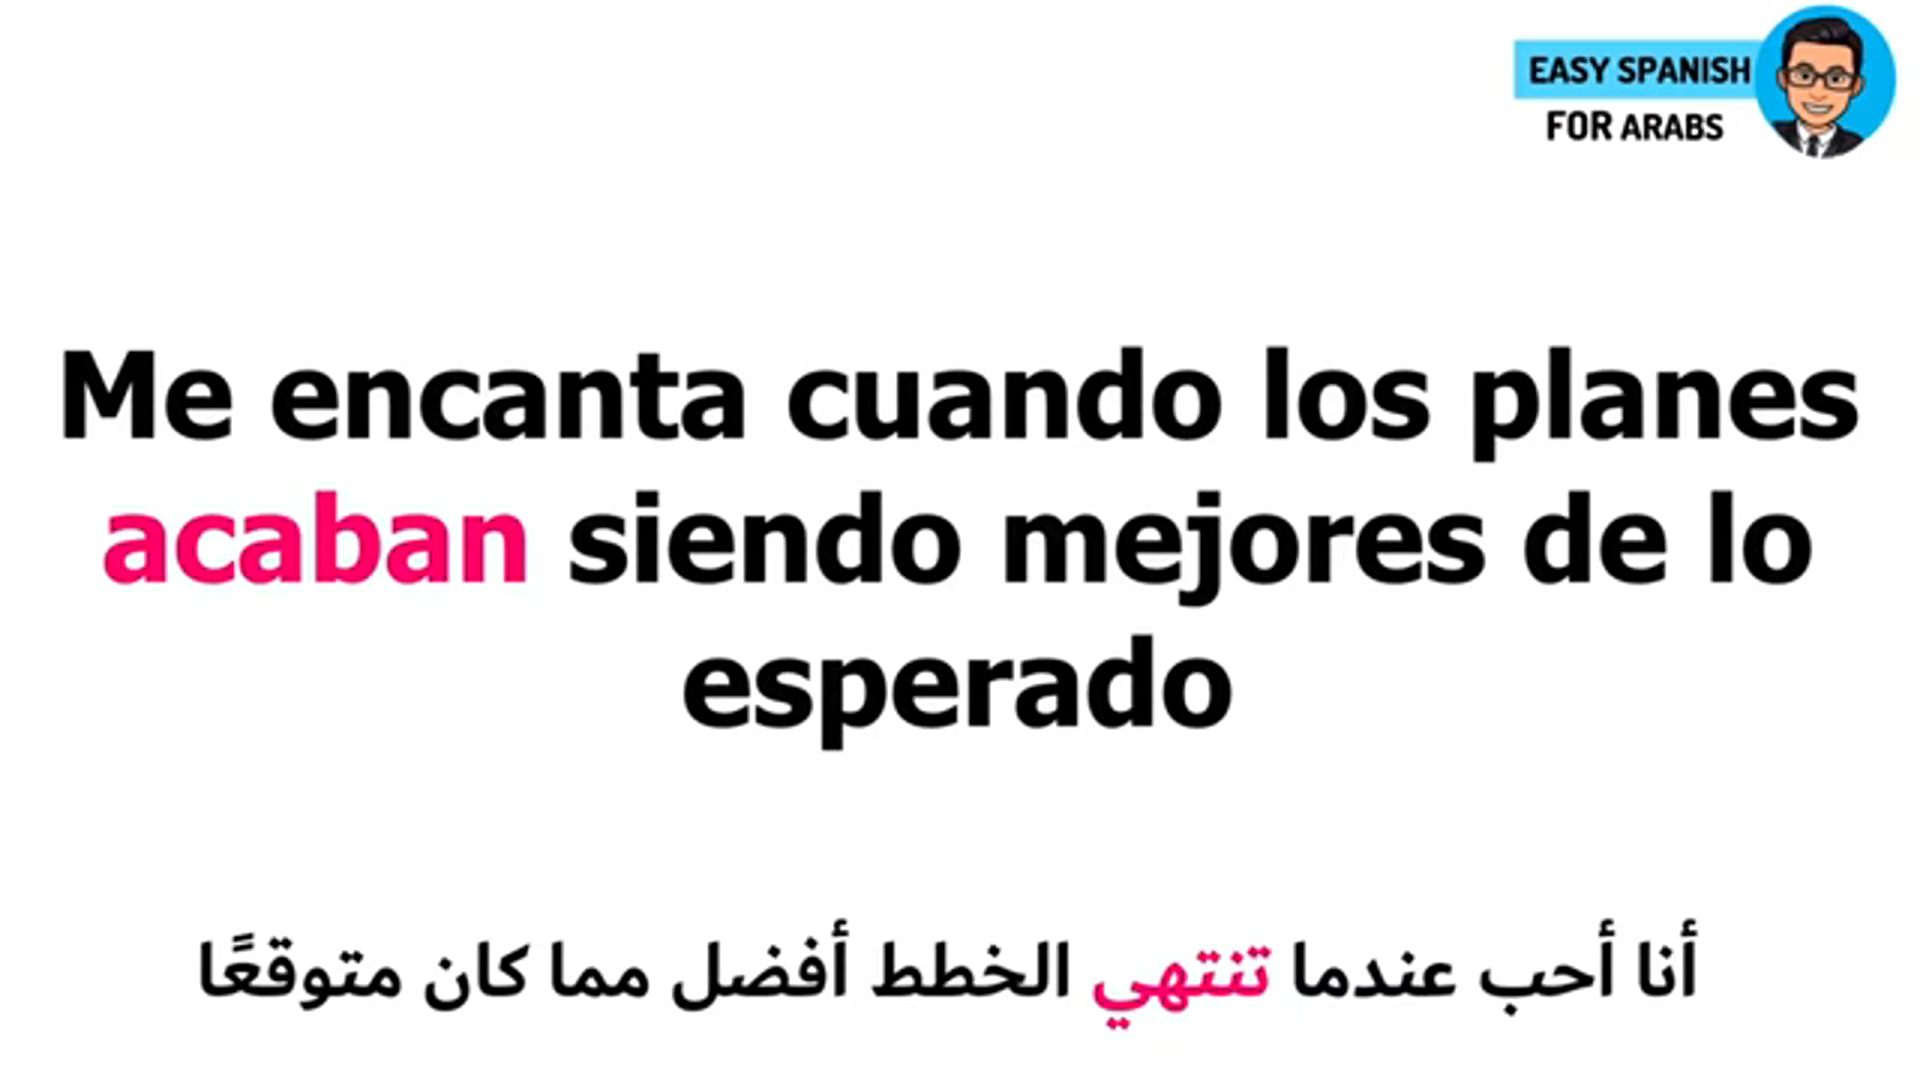 EASY SPANISH
FOR ARABS
Me encanta cuando los planes
acaban siendo mejores de lo
esperado
أنا أحب عندما تنتهي الخطط أفضل مما كان متوقعًا